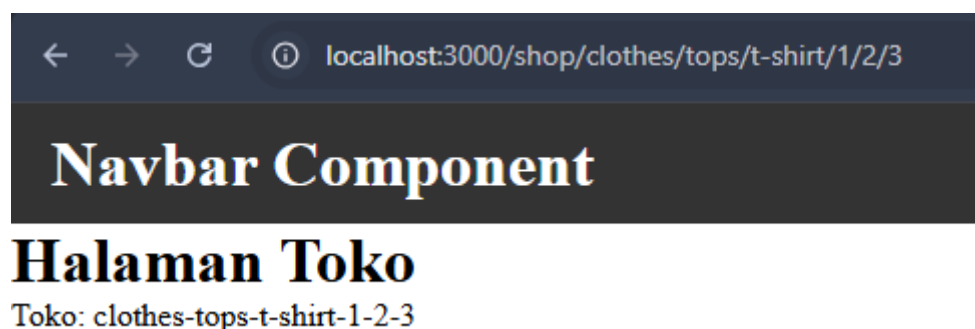 localhost:3000/shop/clothes/tops/t-shirt/1/2/3
Navbar Component
Halaman Toko
Toko: clothes-tops-t-shirt-1-2-3